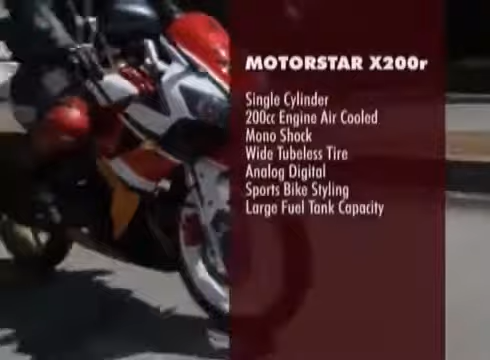 MOTORSTAR X200r
Single Cylinder
200cc Engine Air Cooled
Mono Shock
Wide Tubeless Tire
Analog Digital
Sports Bike Styling
Large Fuel Tank Capacity